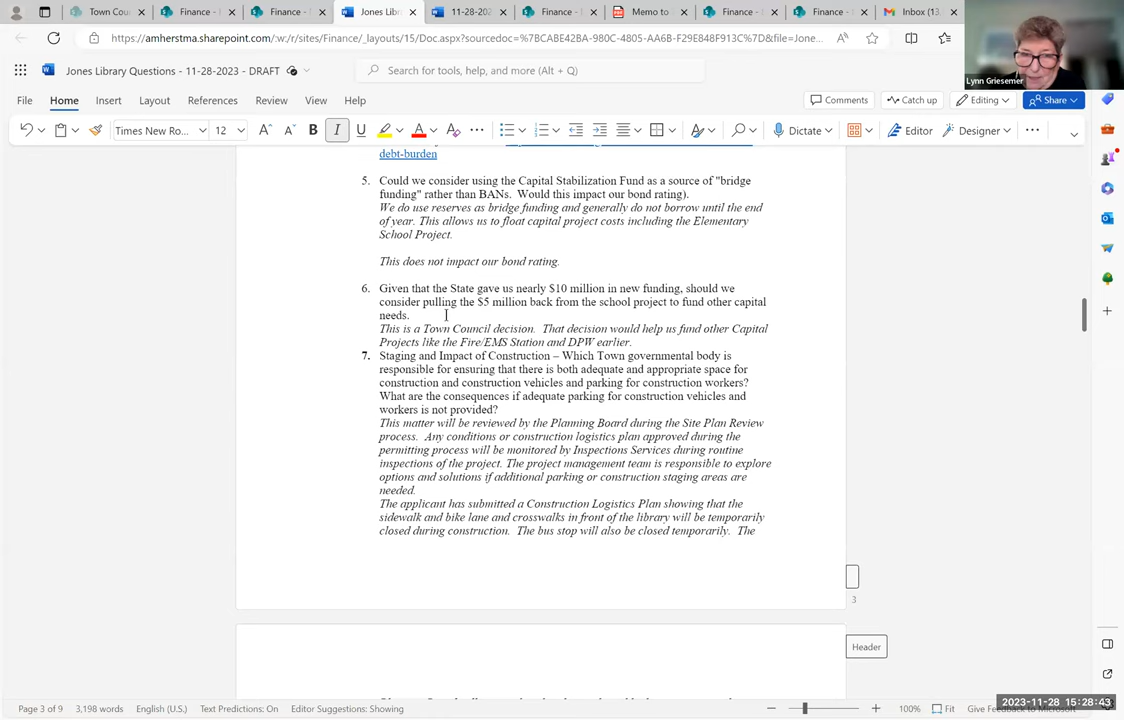 Town Cou
Finance -
Finance -
Jones Libr
11-28-202
Finance -
Memo to
Finance -
Finance -
Inbox (13
https://amherstma.sharepoint.com/:w:/r/sites/Finance/_layouts/15/Doc.aspx?sourcedoc=%7BCABE42BA-980C-4805-AA6B-F29E848F913C%7D&file=Jone...
Lynn Griesemer
Jones Library Questions - 11-28-2023 - DRAFT
Search for tools, help, and more (Alt + Q)
File Home Insert Layout References Review View Help
Comments Catch up Editing Share
Times New Ro... 12 A A B I U A A Dictate Editor Designer
debt-burden
5. Could we consider using the Capital Stabilization Fund as a source of "bridge
funding" rather than BANs. Would this impact our bond rating).
We do use reserves as bridge funding and generally do not borrow until the end
of year. This allows us to float capital project costs including the Elementary
School Project.
This does not impact our bond rating.
6. Given that the State gave us nearly $10 million in new funding, should we
consider pulling the $5 million back from the school project to fund other capital
needs.
This is a Town Council decision. That decision would help us fund other Capital
Projects like the Fire/EMS Station and DPW earlier.
7. Staging and Impact of Construction – Which Town governmental body is
responsible for ensuring that there is both adequate and appropriate space for
construction and construction vehicles and parking for construction workers?
What are the consequences if adequate parking for construction vehicles and
workers is not provided?
This matter will be reviewed by the Planning Board during the Site Plan Review
process. Any conditions or construction logistics plan approved during the
permitting process will be monitored by Inspections Services during routine
inspections of the project. The project management team is responsible to explore
options and solutions if additional parking or construction staging areas are
needed.
The applicant has submitted a Construction Logistics Plan showing that the
sidewalk and bike lane and crosswalks in front of the library will be temporarily
closed during construction. The bus stop will also be closed temporarily. The
3
Header
Page 3 of 9 3,198 words English (U.S.) Text Predictions: On Editor Suggestions: Showing
100% Fit Give Feedback to Microsoft
2023-11-28 15:28:43